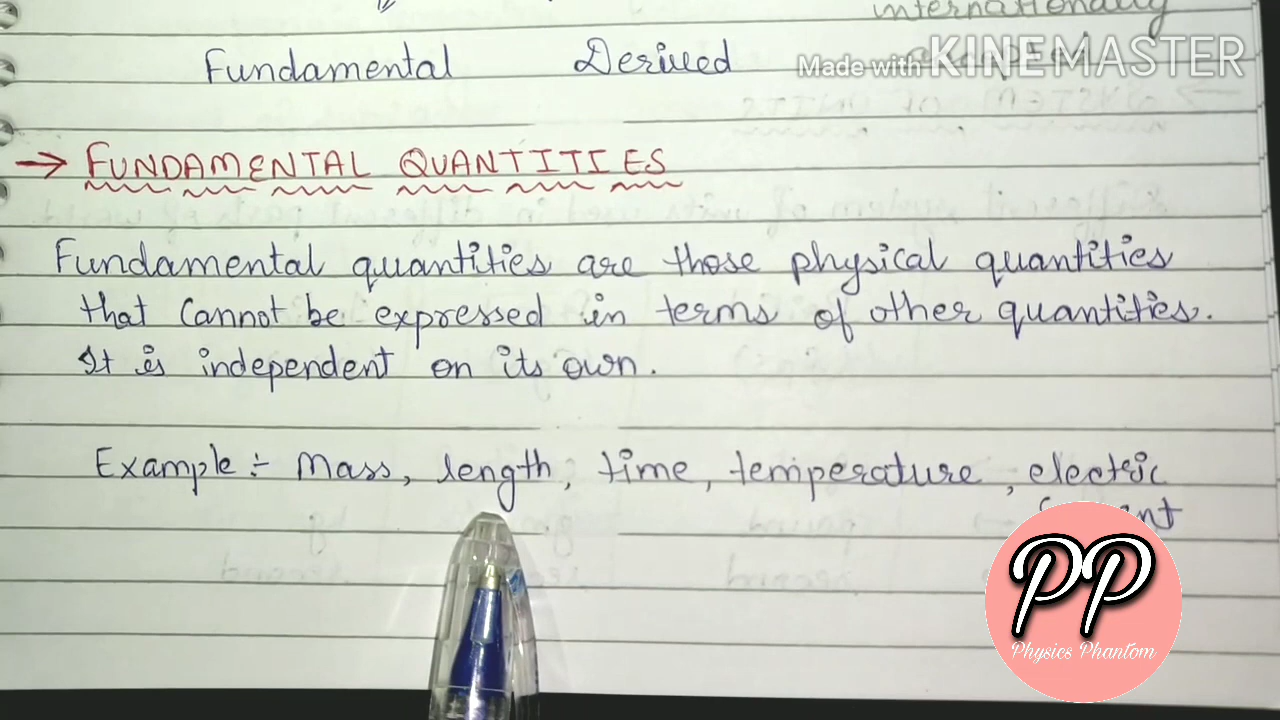 internationally
Fundamental Derived
Made with KINEMASTER
→ FUNDAMENTAL QUANTITIES
Fundamental quantities are those physical quantities
that cannot be expressed in terms of other quantities.
It is independent on its own.
Example :- Mass, length, time, temperature, electric
PP
Physics Phantom